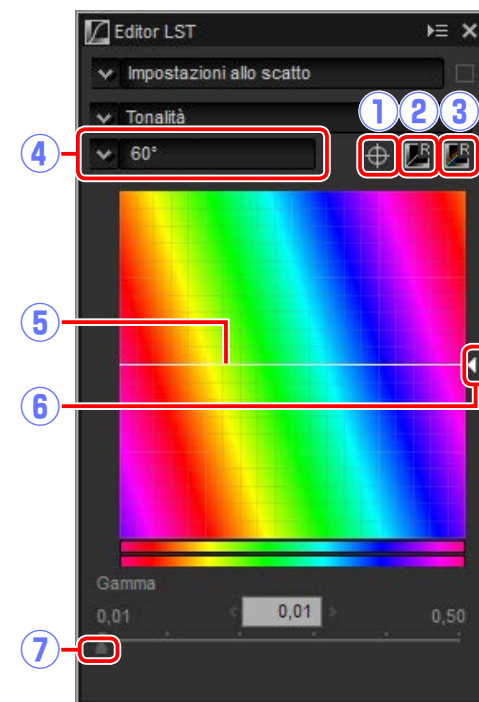 Editor LST
Impostazioni allo scatto
Tonalità
1 2 3
4
60°
R R
5
6
Gamma
0,01 < 0,01 > 0,50
7